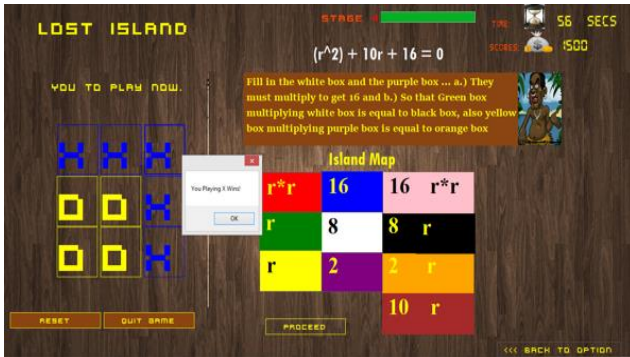 LOST ISLAND
STAGE
TIME: 56 SECS
(r^2) + 10r + 16 = 0
SCORES: 1500
YOU TO PLAY NOW.
Fill in the white box and the purple box ... a.) They
must multiply to get 16 and b.) So that Green box
multiplying white box is equal to black box, also yellow
box multiplying purple box is equal to orange box
X X X
O O X
O O X
Island Map
You Playing X Wins!
OK
r*r 16 16 r*r
r 8 8 r
r 2 2 r
10 r
RESET QUIT GAME
PROCEED
<<< BACK TO OPTION